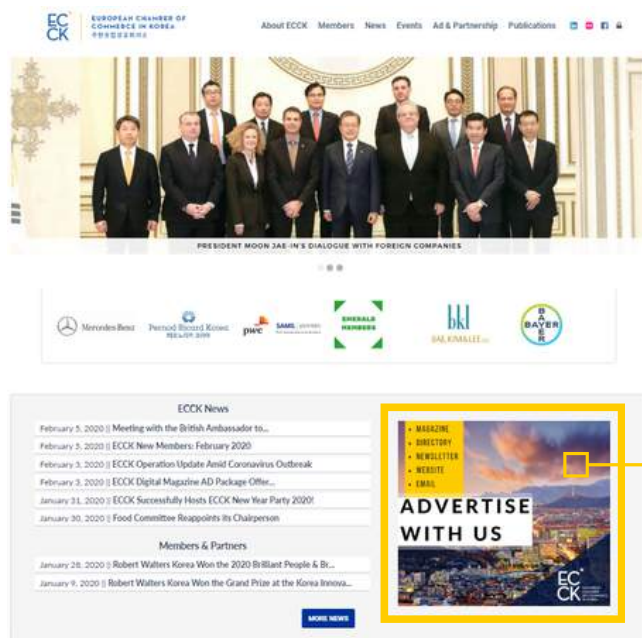 EC
CK
EUROPEAN CHAMBER OF
COMMERCE IN KOREA
주한유럽상공회의소
About ECCK Members News Events Ad & Partnership Publications
PRESIDENT MOON JAE-IN'S DIALOGUE WITH FOREIGN COMPANIES
Mercedes-Benz
Pernod Ricard Korea
pwc
SAMIL
EMERALD
MEMBERS
bkl
BAE, KIM & LEE LLC
BAYER
BAYER
ECCK News
February 5, 2020 || Meeting with the British Ambassador to...
February 5, 2020 || ECCK New Members: February 2020
February 3, 2020 || ECCK Operation Update Amid Coronavirus Outbreak
February 3, 2020 || ECCK Digital Magazine AD Package Offer...
January 31, 2020 || ECCK Successfully Hosts ECCK New Year Party 2020!
January 30, 2020 || Food Committee Reappoints its Chairperson
Members & Partners
January 28, 2020 || Robert Walters Korea Won the 2020 Brilliant People & Br...
January 9, 2020 || Robert Walters Korea Won the Grand Prize at the Korea Innova...
MORE NEWS
• MAGAZINE
• DIRECTORY
• NEWSLETTER
• WEBSITE
• EMAIL
ADVERTISE
WITH US
EC
CK